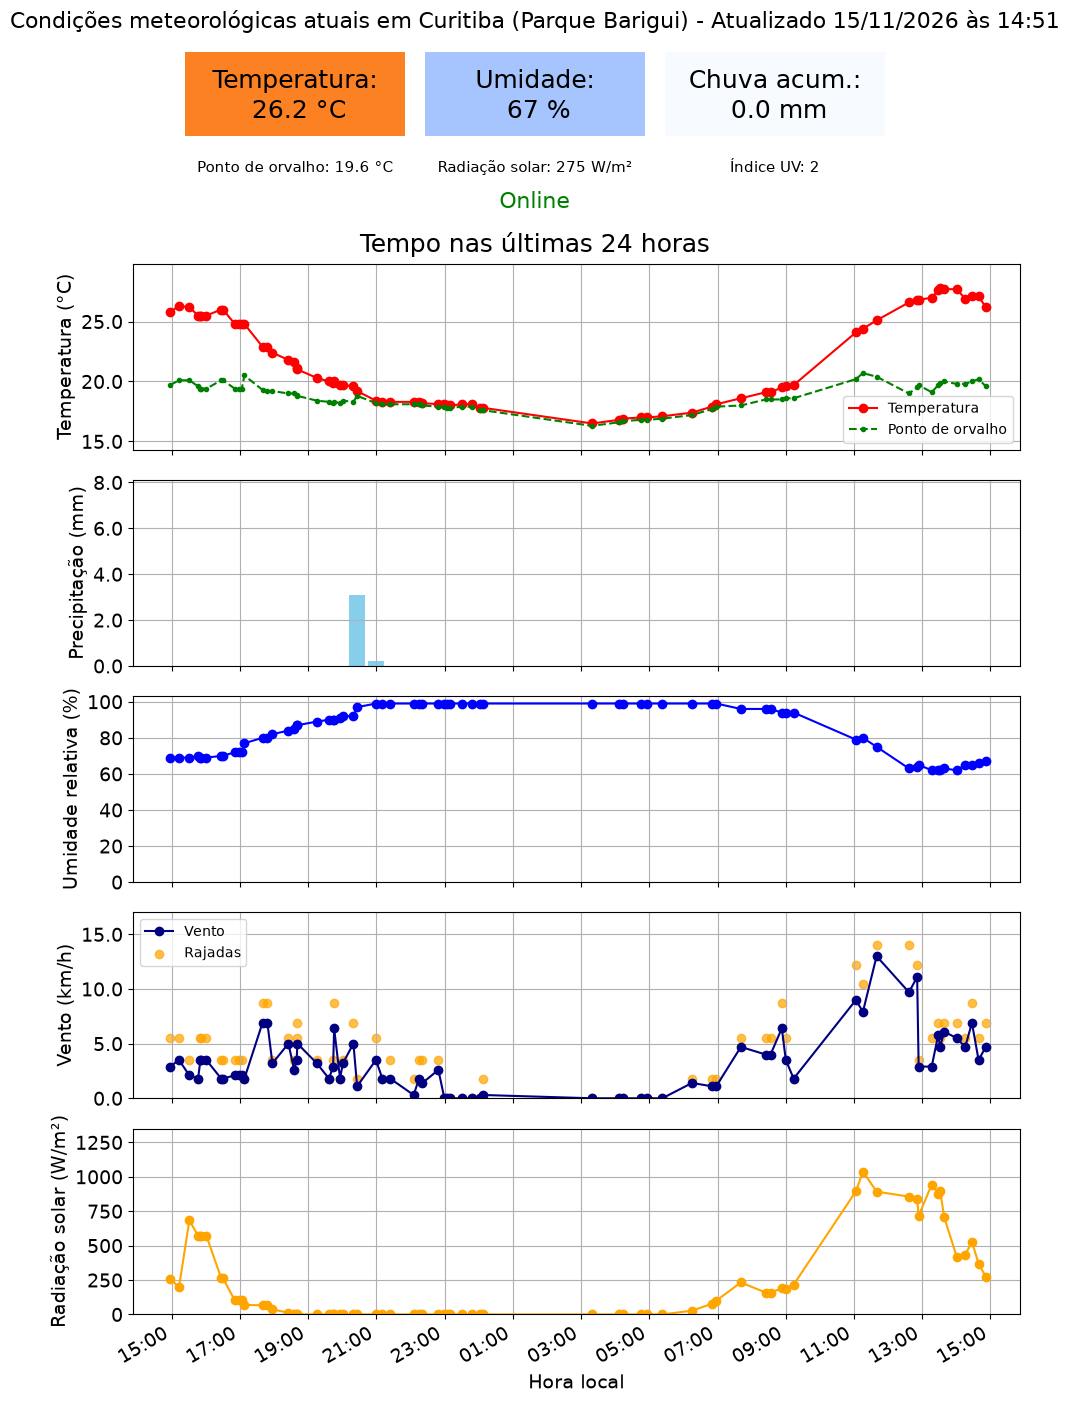 Condições meteorológicas atuais em Curitiba (Parque Barigui) - Atualizado 15/11/2026 às 14:51
Temperatura:
26.2 °C
Umidade:
67 %
Chuva acum.:
0.0 mm
Ponto de orvalho: 19.6 °C
Radiação solar: 275 W/m²
Índice UV: 2
Online
Tempo nas últimas 24 horas
Temperatura (°C)
25.0
20.0
15.0
Temperatura
Ponto de orvalho
Precipitação (mm)
8.0
6.0
4.0
2.0
0.0
Umidade relativa (%)
100
80
60
40
20
0
Vento (km/h)
15.0
10.0
5.0
0.0
Vento
Rajadas
Radiação solar (W/m²)
1250
1000
750
500
250
0
15:00
17:00
19:00
21:00
23:00
01:00
03:00
05:00
07:00
09:00
11:00
13:00
15:00
Hora local